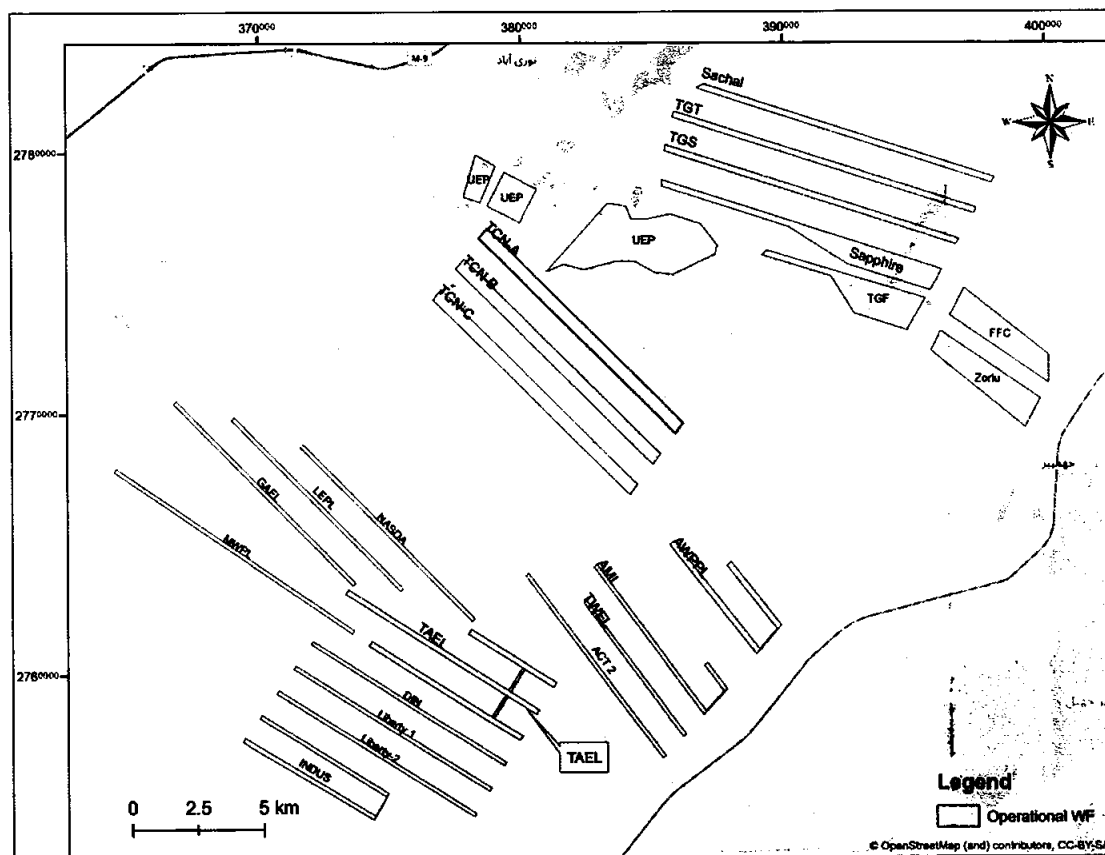 370000
380000
390000
400000
M-9
نوری آباد
Sachal
TGT
TGS
N
W
E
S
2780000
UEP
UEP
UEP
TCN-A
TCN-B
TCN-C
Sapphire
TGF
FFC
Zorlu
2770000
جھمپیر
GAEL
LEPL
NASDA
MWPL
AWPPL
AMI
TWEL
ACT 2
TAEL
2760000
DIN
Liberty-1
Liberty-2
INDUS
TAEL
0 2.5 5 km
Legend
Operational WF
© OpenStreetMap (and) contributors, CC-BY-SA